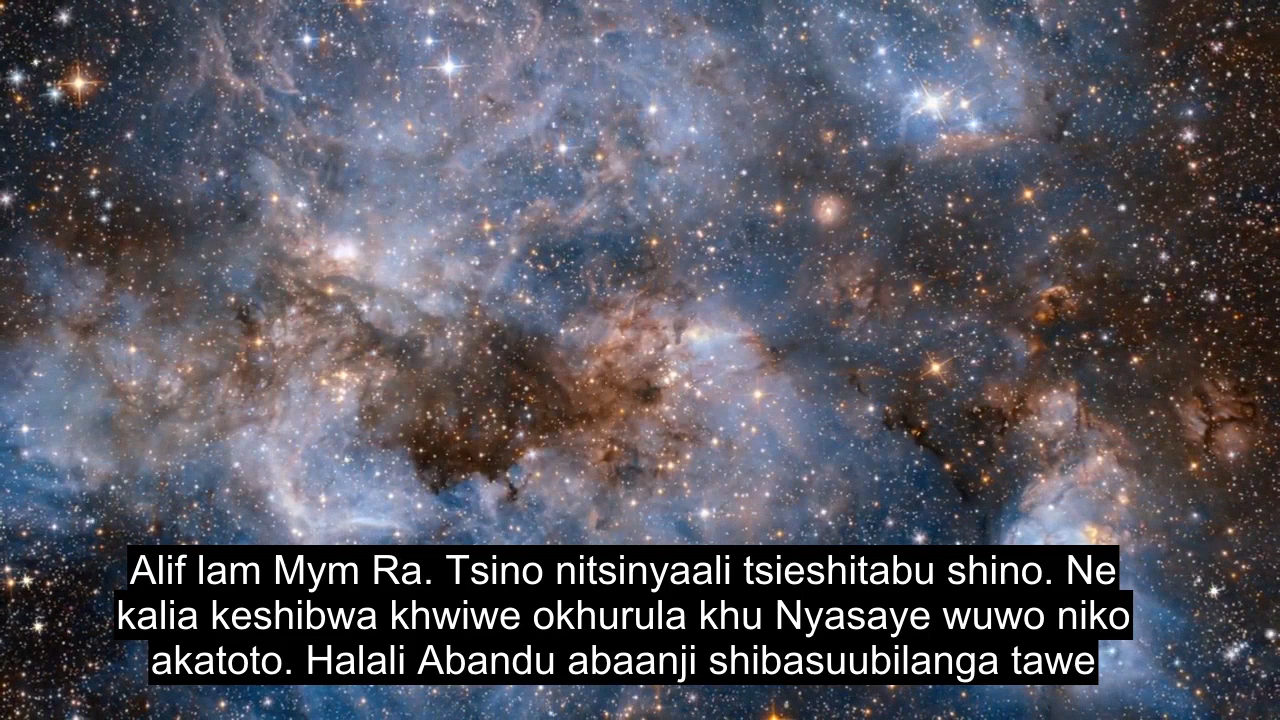 Alif lam Mym Ra. Tsino nitsinyaali tsieshitabu shino. Ne
kalia keshibwa khwiwe okhurula khu Nyasaye wuwo niko
akatoto. Halali Abandu abaanji shibasuubilanga tawe